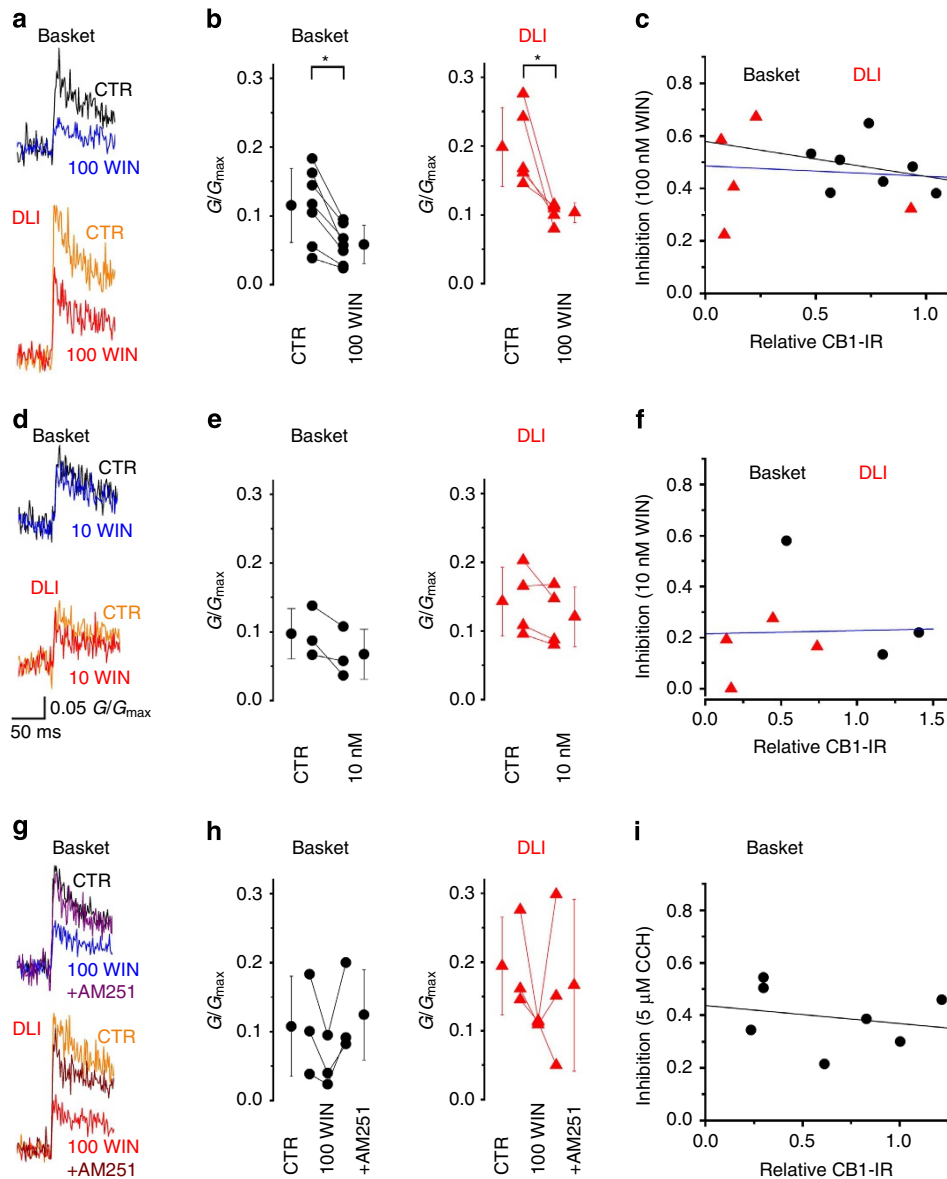 a
Basket
CTR
100 WIN
DLI
CTR
100 WIN
b
Basket
*
0.3
0.2
0.1
0.0
G/Gmax
CTR
100 WIN
DLI
*
0.3
0.2
0.1
0.0
G/Gmax
CTR
100 WIN
c
Basket
DLI
0.8
0.6
0.4
0.2
0.0
Inhibition (100 nM WIN)
0.0
0.5
1.0
Relative CB1-IR
d
Basket
CTR
10 WIN
DLI
CTR
10 WIN
0.05 G/Gmax
50 ms
e
Basket
0.3
0.2
0.1
0.0
G/Gmax
CTR
10 nM
DLI
0.3
0.2
0.1
0.0
G/Gmax
CTR
10 nM
f
Basket
DLI
0.8
0.6
0.4
0.2
0.0
Inhibition (10 nM WIN)
0.0
0.5
1.0
1.5
Relative CB1-IR
g
Basket
CTR
100 WIN
+AM251
DLI
CTR
100 WIN
+AM251
h
Basket
0.3
0.2
0.1
0.0
G/Gmax
CTR
100 WIN
+AM251
DLI
0.3
0.2
0.1
0.0
G/Gmax
CTR
100 WIN
+AM251
i
Basket
0.8
0.6
0.4
0.2
0.0
Inhibition (5 μM CCH)
0.0
0.5
1.0
Relative CB1-IR